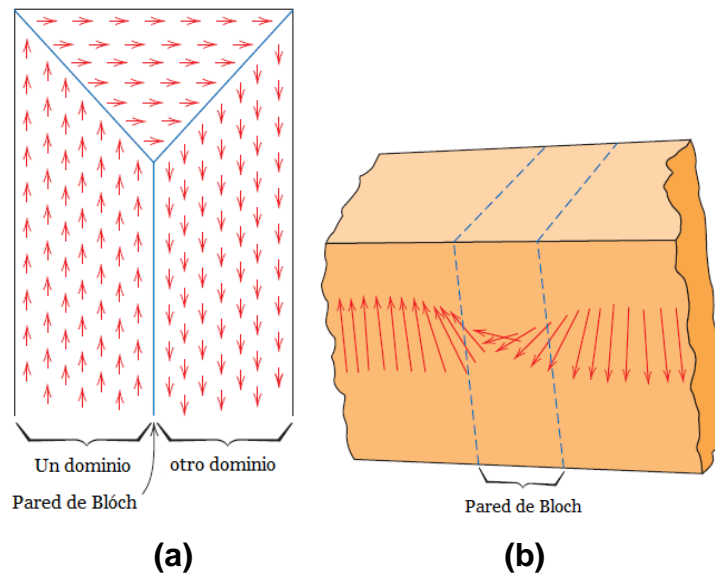 Un dominio
otro dominio
Pared de Blóch
Pared de Bloch
(a)
(b)